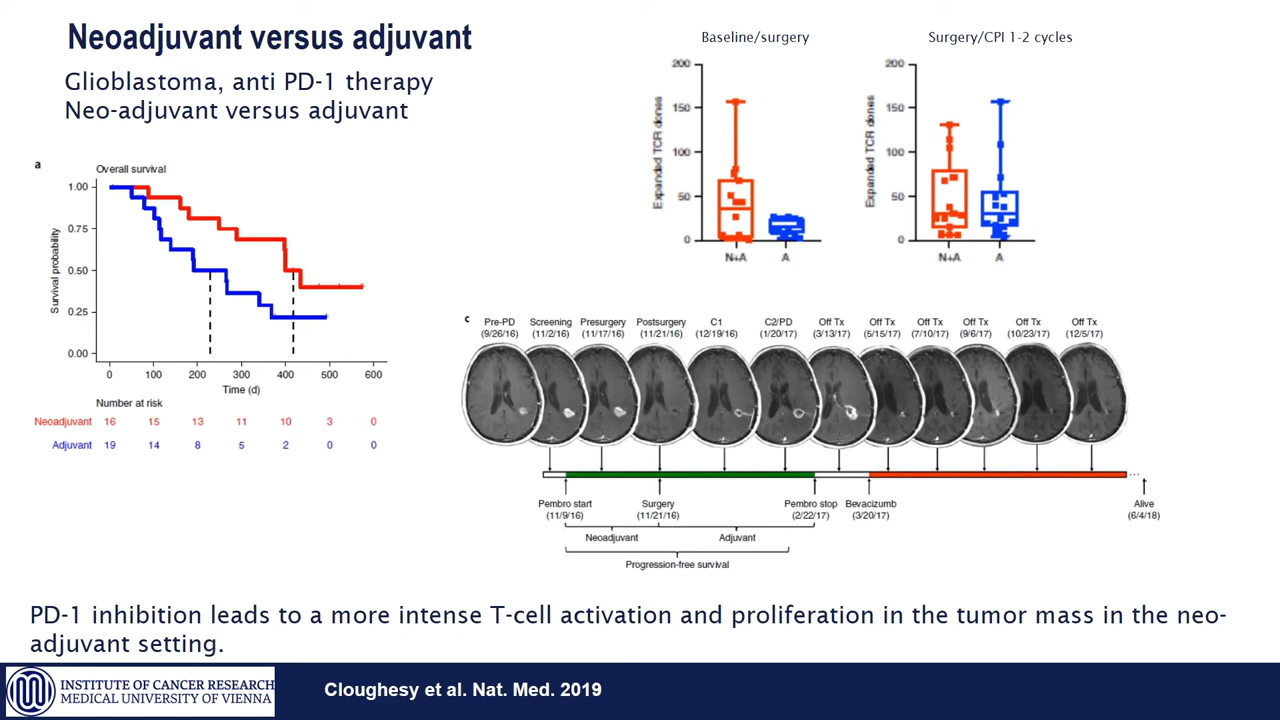 Neoadjuvant versus adjuvant
Glioblastoma, anti PD-1 therapy
Neo-adjuvant versus adjuvant
a
Overall survival
Survival probability
1.00
0.75
0.50
0.25
0.00
0 100 200 300 400 500 600
Time (d)
Number at risk
Neoadjuvant 16 15 13 11 10 3 0
Adjuvant 19 14 8 5 2 0 0
Baseline/surgery
Expanded TCR clones
200
150
100
50
0
N+A A
Surgery/CPI 1-2 cycles
Expanded TCR clones
200
150
100
50
0
N+A A
c
Pre-PD Screening Presurgery Postsurgery C1 C2/PD Off Tx Off Tx Off Tx Off Tx Off Tx Off Tx
(9/26/16) (11/2/16) (11/17/16) (11/21/16) (12/19/16) (1/20/17) (3/13/17) (5/15/17) (7/10/17) (9/6/17) (10/23/17) (12/5/17)
Pembro start Surgery Pembro stop Bevacizumb Alive
(11/9/16) (11/21/16) (2/22/17) (3/20/17) (6/4/18)
Neoadjuvant Adjuvant
Progression-free survival
PD-1 inhibition leads to a more intense T-cell activation and proliferation in the tumor mass in the neo-
adjuvant setting.
INSTITUTE OF CANCER RESEARCH
MEDICAL UNIVERSITY OF VIENNA
Cloughesy et al. Nat. Med. 2019